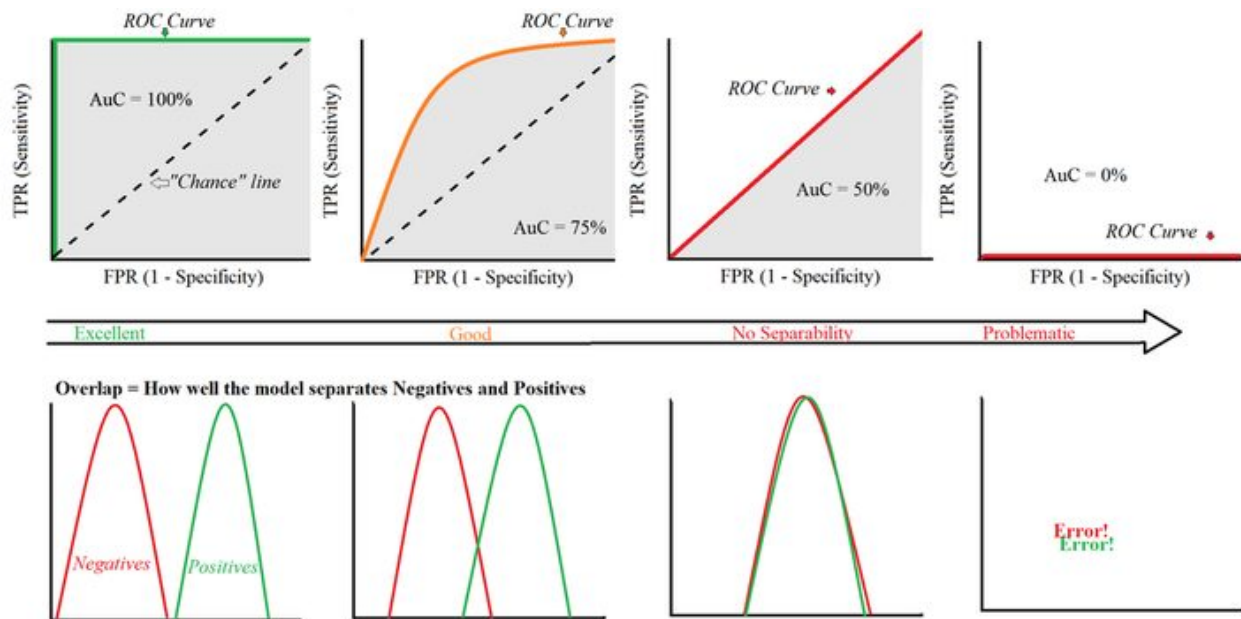 ROC Curve
AuC = 100%
"Chance" line
TPR (Sensitivity)
FPR (1 - Specificity)
ROC Curve
AuC = 75%
TPR (Sensitivity)
FPR (1 - Specificity)
ROC Curve
AuC = 50%
TPR (Sensitivity)
FPR (1 - Specificity)
AuC = 0%
ROC Curve
TPR (Sensitivity)
FPR (1 - Specificity)
Excellent
Good
No Separability
Problematic
Overlap = How well the model separates Negatives and Positives
Negatives
Positives
Error!
Error!